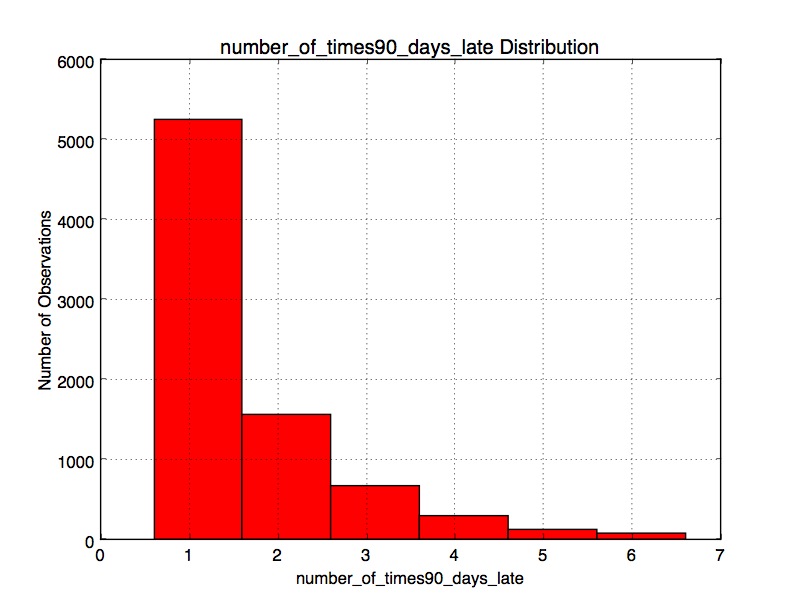 number_of_times90_days_late Distribution
6000
5000
4000
3000
2000
1000
0
Number of Observations
0 1 2 3 4 5 6 7
number_of_times90_days_late